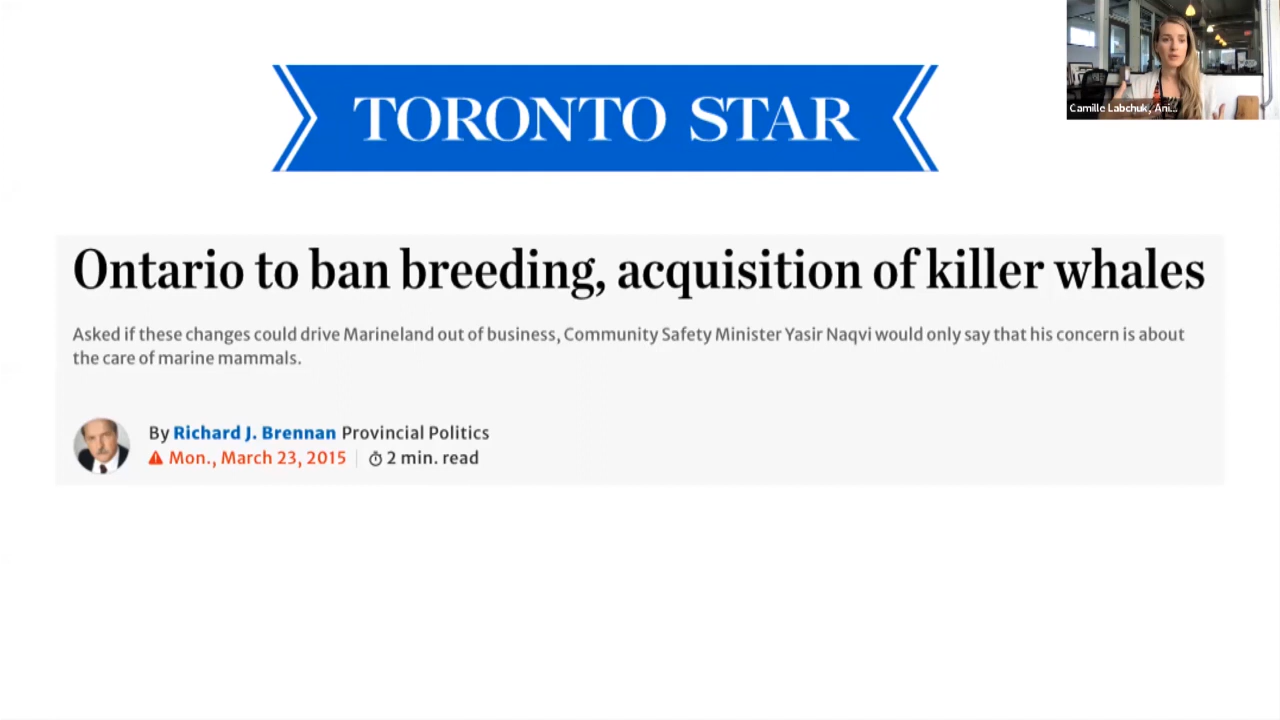 TORONTO STAR
Camille Labchuk, Ani...
Ontario to ban breeding, acquisition of killer whales
Asked if these changes could drive Marineland out of business, Community Safety Minister Yasir Naqvi would only say that his concern is about
the care of marine mammals.
By Richard J. Brennan Provincial Politics
Mon., March 23, 2015 2 min. read